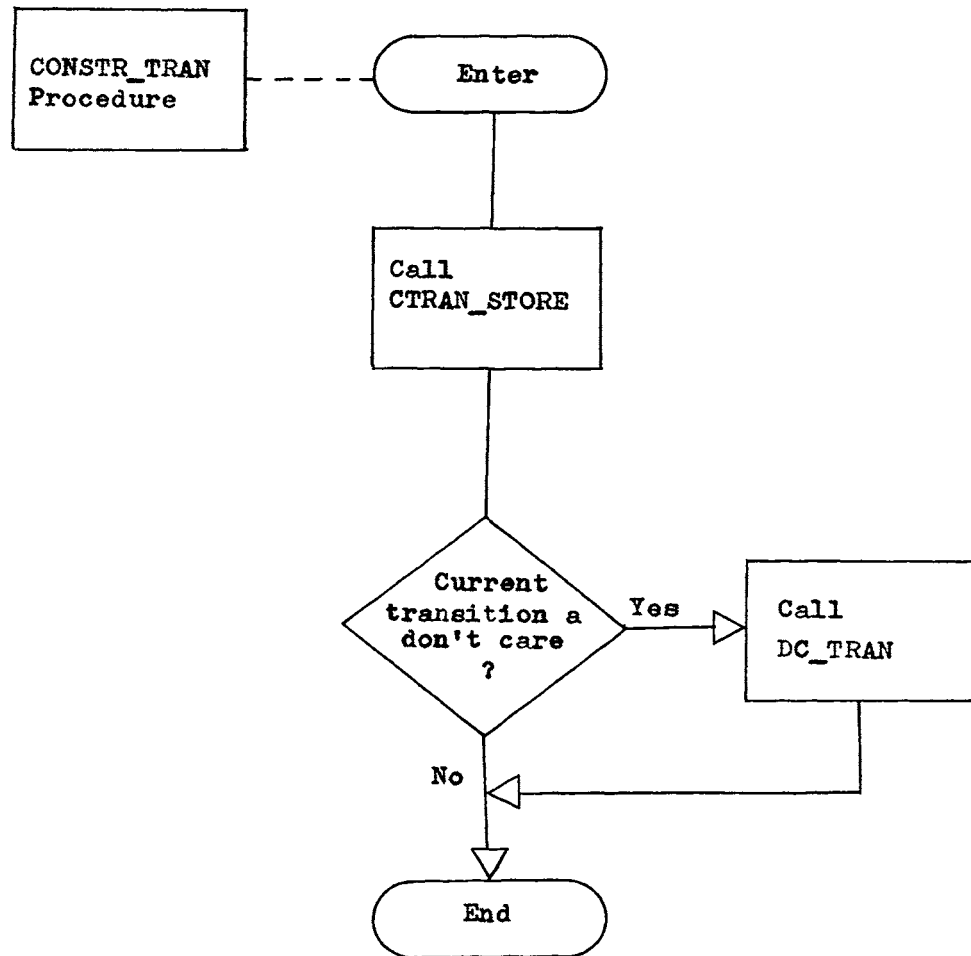 CONSTR_TRAN
Procedure
Enter
Call
CTRAN_STORE
Current
transition a
don't care
?
Yes
Call
DC_TRAN
No
End